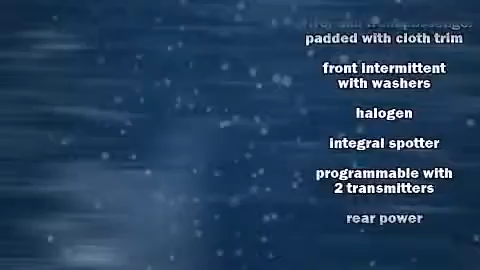 padded with cloth trim
front intermittent
with washers
halogen
integral spotter
programmable with
2 transmitters
rear power